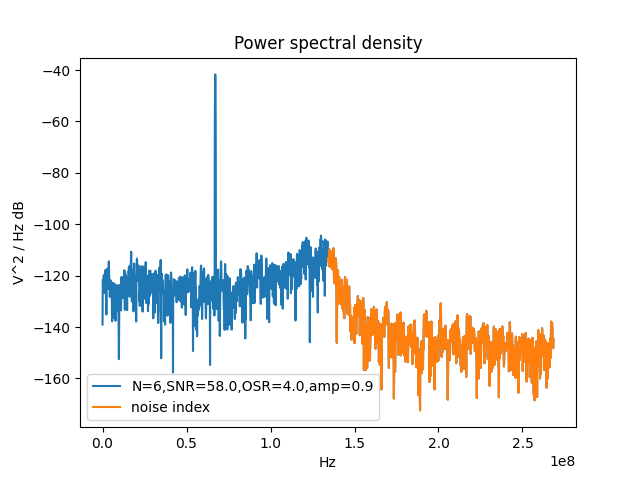 Power spectral density
−40
−60
−80
−100
−120
−140
−160
V^2 / Hz dB
N=6,SNR=58.0,OSR=4.0,amp=0.9
noise index
0.0 0.5 1.0 1.5 2.0 2.5
1e8
Hz